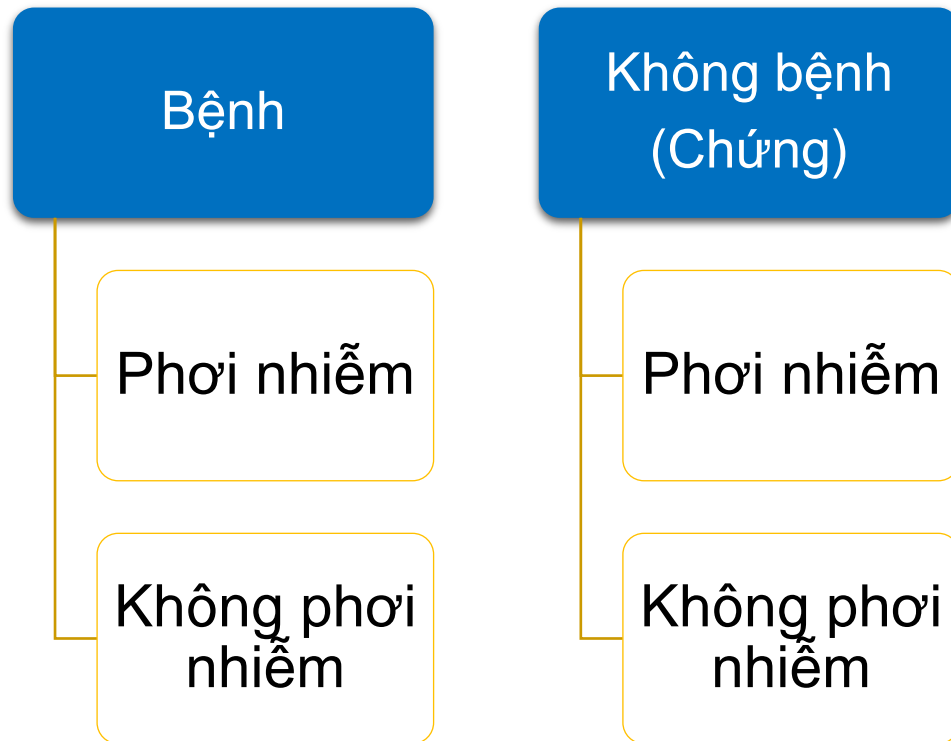 Bệnh
Phơi nhiễm
Không phơi
nhiễm
Không bệnh
(Chứng)
Phơi nhiễm
Không phơi
nhiễm